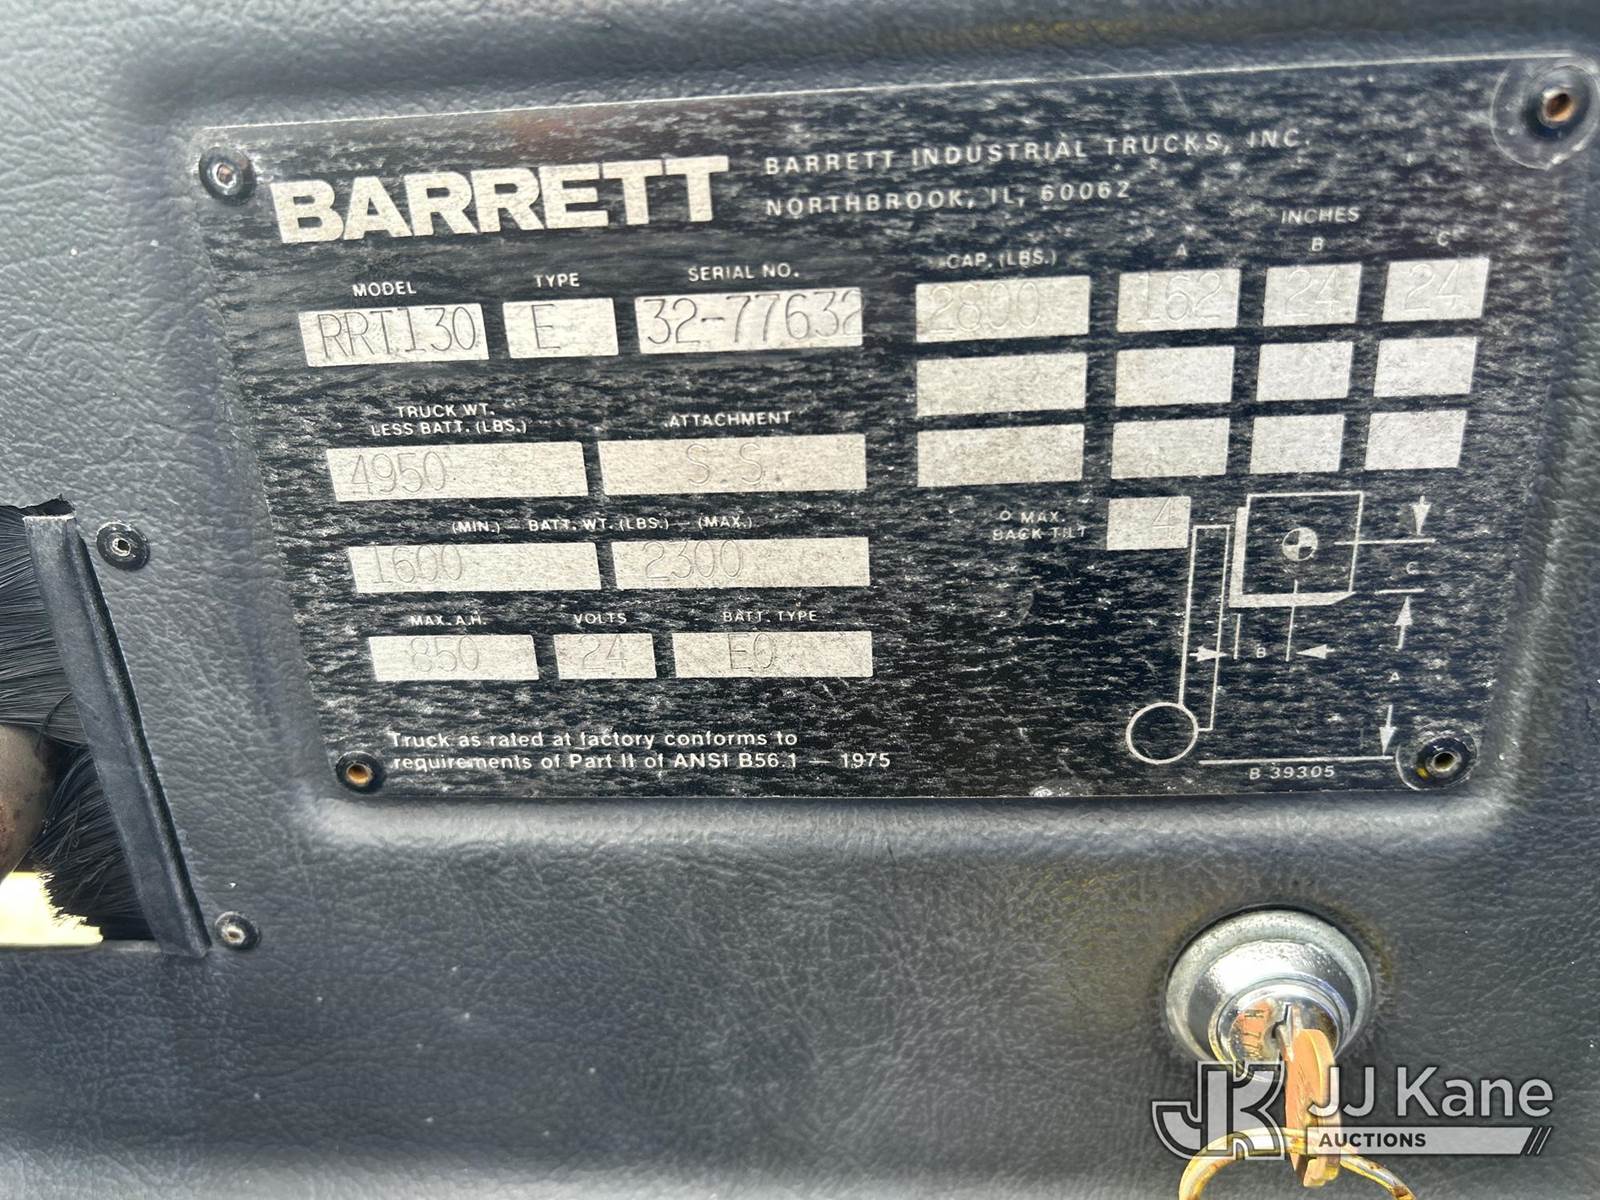 BARRETT
BARRETT INDUSTRIAL TRUCKS, INC.
NORTHBROOK, IL, 60062
MODEL TYPE SERIAL NO.
RRT130 E 32-77632
TRUCK WT.
LESS BATT. (LBS.) ATTACHMENT
4950 S S
(MIN.) — BATT. WT. (LBS.) — (MAX.)
1600 2300
MAX. A.H. VOLTS BATT. TYPE
850 24 EO
Truck as rated at factory conforms to
requirements of Part II of ANSI B56.1 — 1975
INCHES
CAP. (LBS.) A B C
2800 162 24 24
O MAX.
BACK TILT 4
C
B
A
B 39305
JK JJ Kane
AUCTIONS